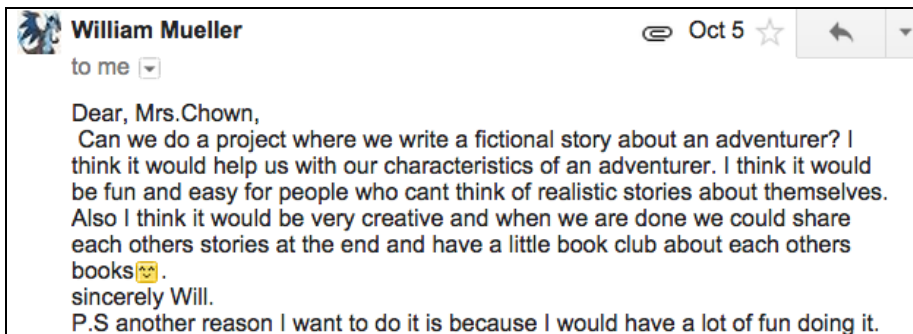 William Mueller
Oct 5
to me
Dear, Mrs.Chown,
Can we do a project where we write a fictional story about an adventurer? I
think it would help us with our characteristics of an adventurer. I think it would
be fun and easy for people who cant think of realistic stories about themselves.
Also I think it would be very creative and when we are done we could share
each others stories at the end and have a little book club about each others
books😊.
sincerely Will.
P.S another reason I want to do it is because I would have a lot of fun doing it.